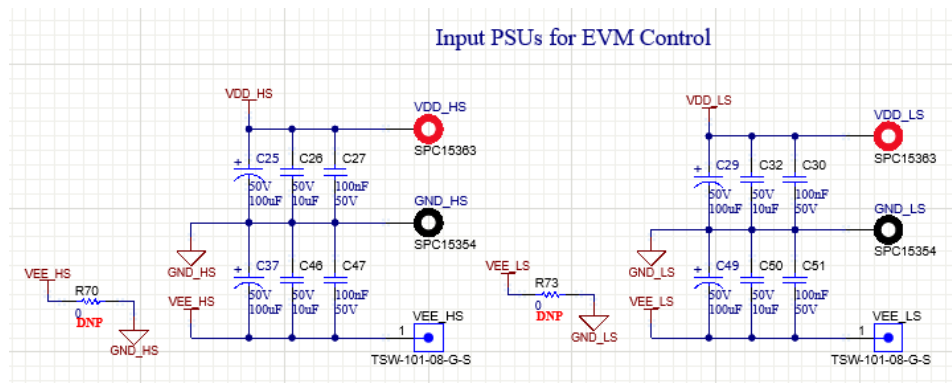 Input PSUs for EVM Control
VDD_HS
VDD_HS
SPC15363
+ C25
50V
100uF
C26
50V
10uF
C27
100nF
50V
GND_HS
SPC15354
GND_HS
+ C37
50V
100uF
C46
50V
10uF
C47
100nF
50V
VEE_HS
R70
0
DNP
GND_HS
VEE_HS
1
VEE_HS
TSW-101-08-G-S
VDD_LS
VDD_LS
SPC15363
+ C29
50V
100uF
C32
50V
10uF
C30
100nF
50V
GND_LS
SPC15354
GND_LS
+ C49
50V
100uF
C50
50V
10uF
C51
100nF
50V
VEE_LS
R73
0
DNP
GND_LS
VEE_LS
1
VEE_LS
TSW-101-08-G-S